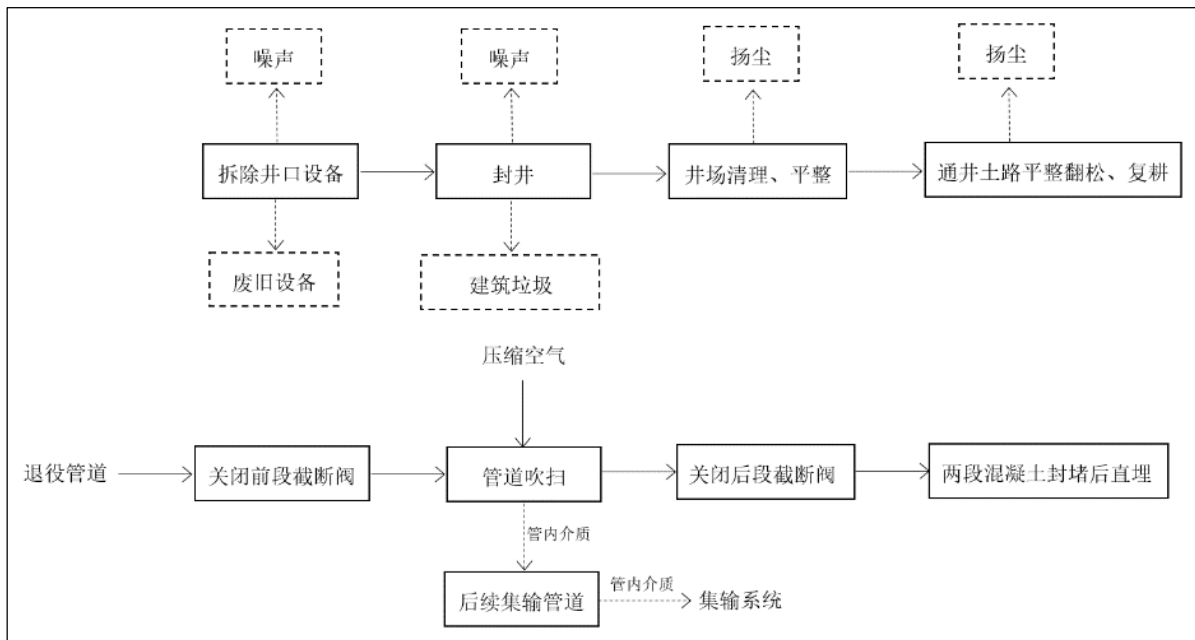 噪声
噪声
扬尘
扬尘
拆除井口设备
封井
井场清理、平整
通井土路平整翻松、复耕
废旧设备
建筑垃圾
压缩空气
退役管道
关闭前段截断阀
管道吹扫
关闭后段截断阀
两段混凝土封堵后直埋
管内介质
后续集输管道
管内介质
集输系统